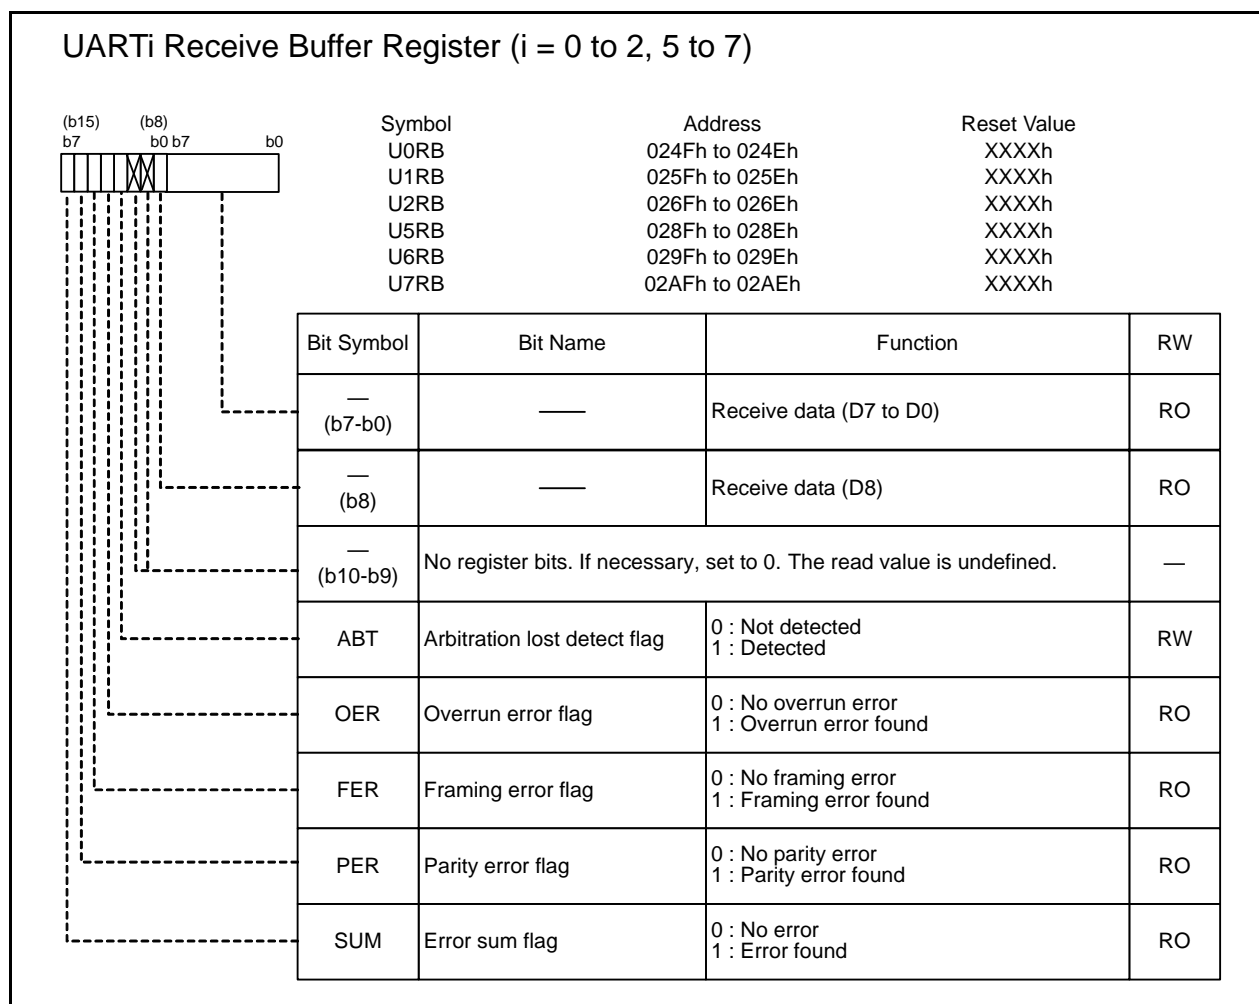 UARTi Receive Buffer Register (i = 0 to 2, 5 to 7)
(b15) (b8)
b7 b0 b7 b0
Symbol Address Reset Value
U0RB 024Fh to 024Eh XXXXh
U1RB 025Fh to 025Eh XXXXh
U2RB 026Fh to 026Eh XXXXh
U5RB 028Fh to 028Eh XXXXh
U6RB 029Fh to 029Eh XXXXh
U7RB 02AFh to 02AEh XXXXh
Bit Symbol Bit Name Function RW
—
(b7-b0) —— Receive data (D7 to D0) RO
—
(b8) —— Receive data (D8) RO
—
(b10-b9) No register bits. If necessary, set to 0. The read value is undefined. —
ABT Arbitration lost detect flag 0 : Not detected
1 : Detected RW
OER Overrun error flag 0 : No overrun error
1 : Overrun error found RO
FER Framing error flag 0 : No framing error
1 : Framing error found RO
PER Parity error flag 0 : No parity error
1 : Parity error found RO
SUM Error sum flag 0 : No error
1 : Error found RO